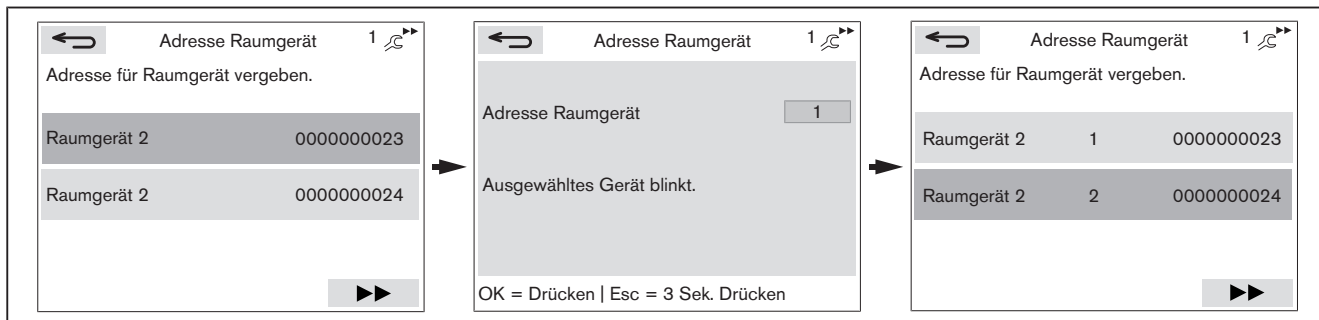 Adresse Raumgerät 1
Adresse für Raumgerät vergeben.
Raumgerät 2 0000000023
Raumgerät 2 0000000024
Adresse Raumgerät 1
Adresse Raumgerät 1
Ausgewähltes Gerät blinkt.
OK = Drücken | Esc = 3 Sek. Drücken
Adresse Raumgerät 1
Adresse für Raumgerät vergeben.
Raumgerät 2 1 0000000023
Raumgerät 2 2 0000000024